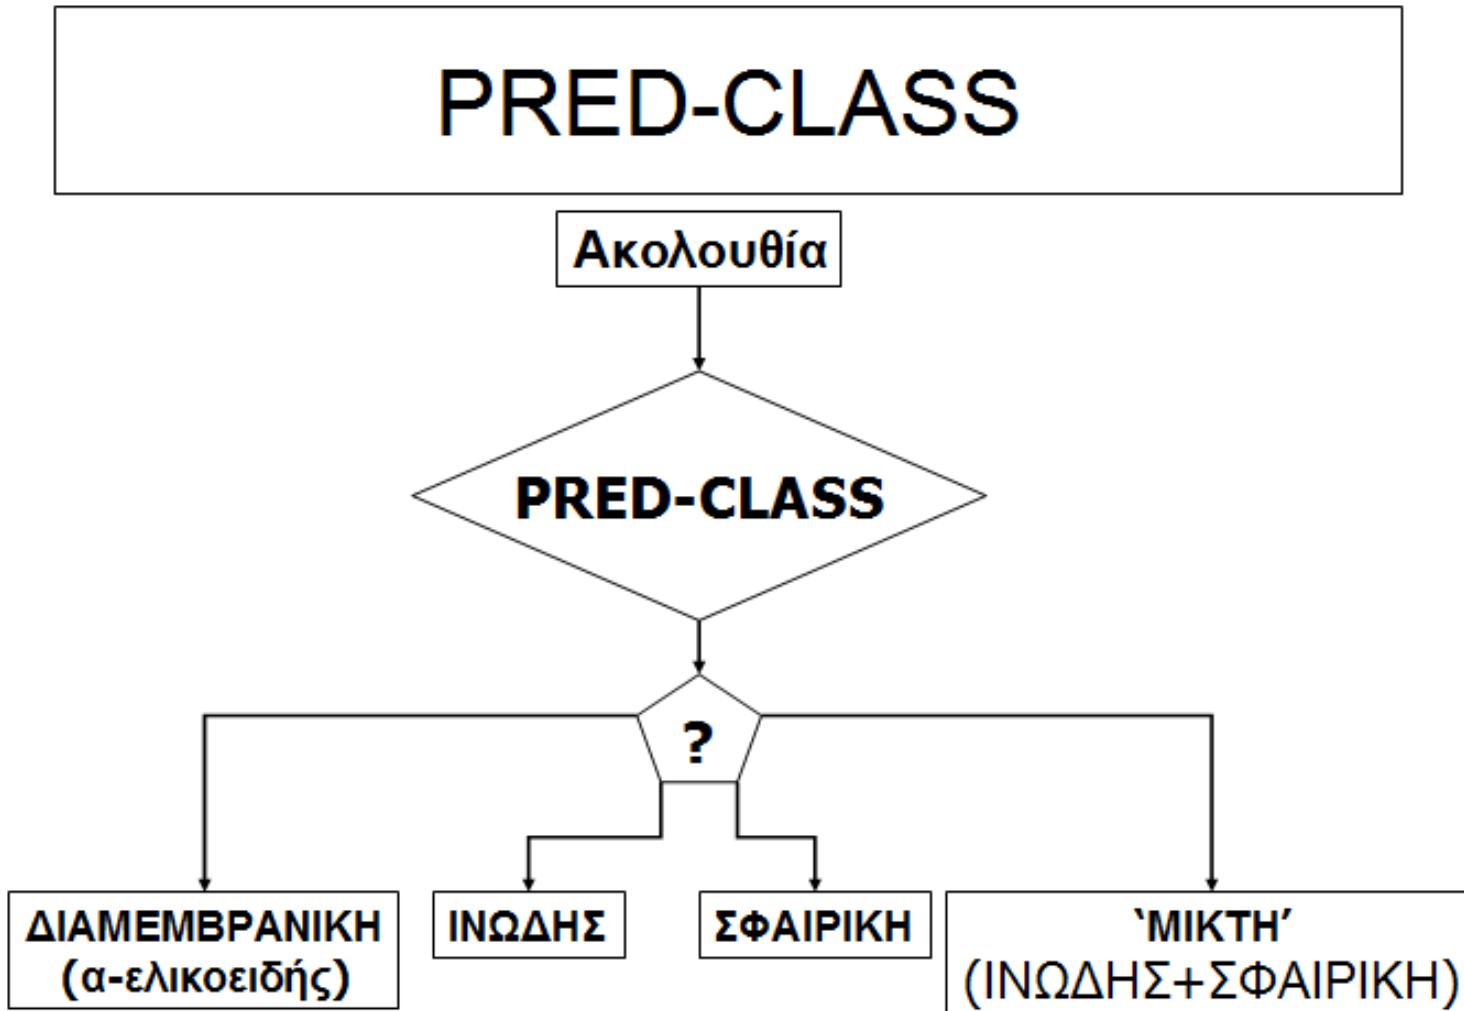 PRED-CLASS
Ακολουθία
PRED-CLASS
?
ΔΙΑΜΕΜΒΡΑΝΙΚΗ
(α-ελικοειδής)
ΙΝΩΔΗΣ
ΣΦΑΙΡΙΚΗ
‘ΜΙΚΤΗ’
(ΙΝΩΔΗΣ+ΣΦΑΙΡΙΚΗ)